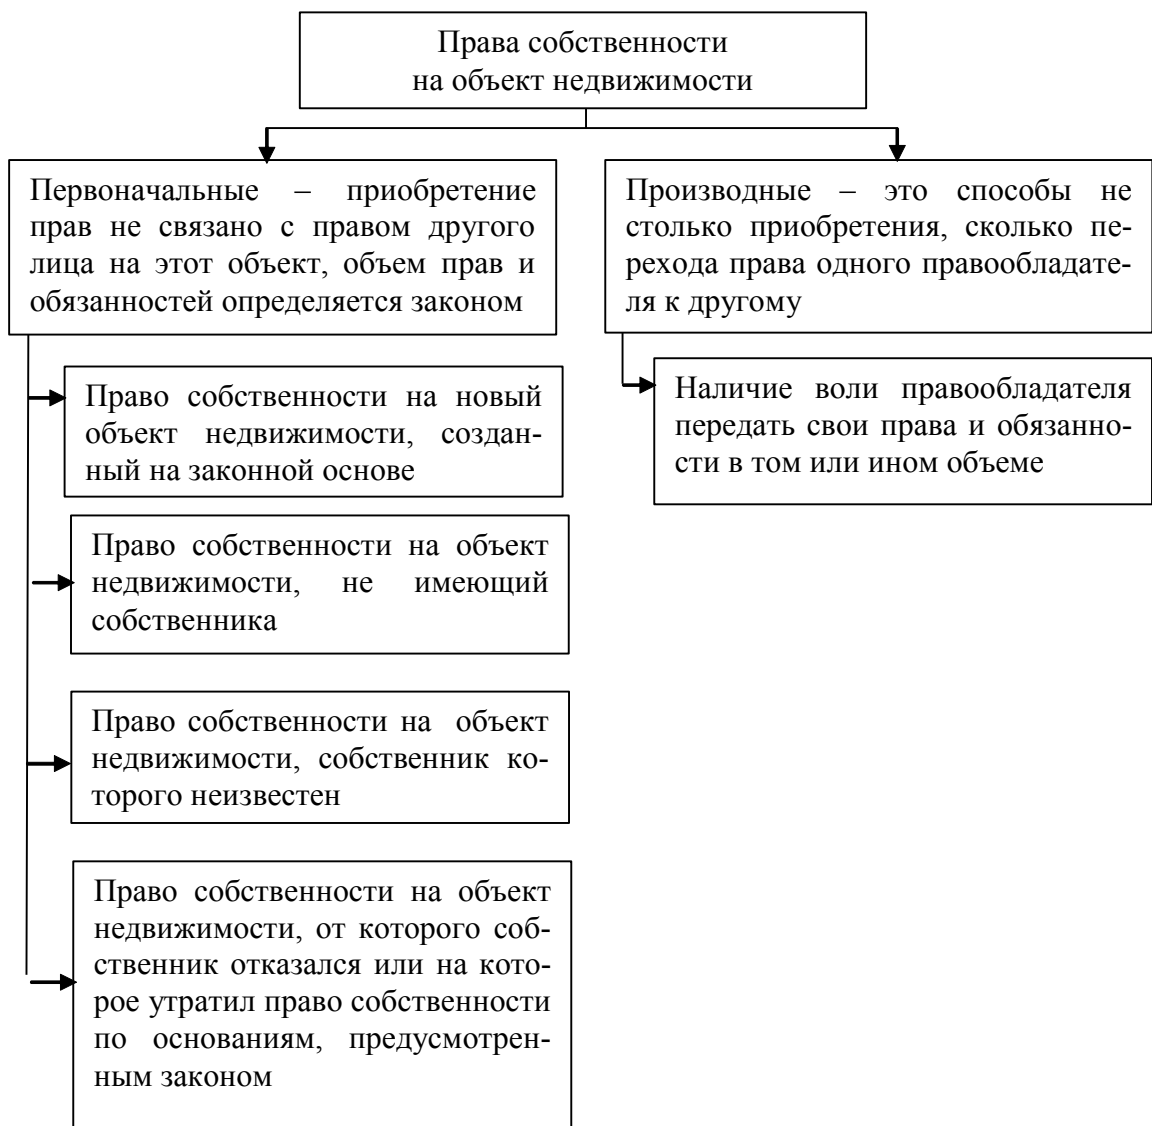 Права собственности
на объект недвижимости
Первоначальные – приобретение
прав не связано с правом другого
лица на этот объект, объем прав и
обязанностей определяется законом
Производные – это способы не
столько приобретения, сколько пе-
рехода права одного правообладате-
ля к другому
Право собственности на новый
объект недвижимости, создан-
ный на законной основе
Наличие воли правообладателя
передать свои права и обязанно-
сти в том или ином объеме
Право собственности на объект
недвижимости, не имеющий
собственника
Право собственности на объект
недвижимости, собственник ко-
торого неизвестен
Право собственности на объект
недвижимости, от которого соб-
ственник отказался или на кото-
рое утратил право собственности
по основаниям, предусмотрен-
ным законом